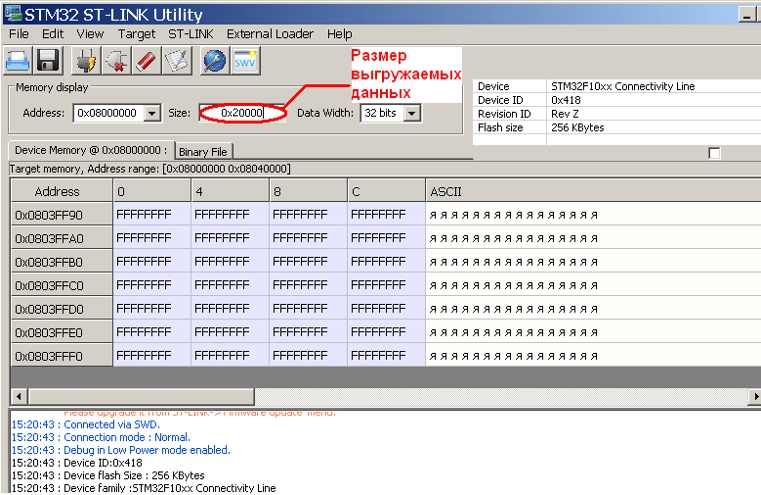 STM32 ST-LINK Utility
File Edit View Target ST-LINK External Loader Help
SWV
Размер
выгружаемых
данных
Memory display
Address: 0x08000000 Size: 0x20000 Data Width: 32 bits
Device STM32F10xx Connectivity Line
Device ID 0x418
Revision ID Rev Z
Flash size 256 KBytes
Device Memory @ 0x08000000 : Binary File
Target memory, Address range: [0x08000000 0x08040000]
Address 0 4 8 C ASCII
0x0803FF90 FFFFFFFF FFFFFFFF FFFFFFFF FFFFFFFF я я я я я я я я я я я я я я я я
0x0803FFA0 FFFFFFFF FFFFFFFF FFFFFFFF FFFFFFFF я я я я я я я я я я я я я я я я
0x0803FFB0 FFFFFFFF FFFFFFFF FFFFFFFF FFFFFFFF я я я я я я я я я я я я я я я я
0x0803FFC0 FFFFFFFF FFFFFFFF FFFFFFFF FFFFFFFF я я я я я я я я я я я я я я я я
0x0803FFD0 FFFFFFFF FFFFFFFF FFFFFFFF FFFFFFFF я я я я я я я я я я я я я я я я
0x0803FFE0 FFFFFFFF FFFFFFFF FFFFFFFF FFFFFFFF я я я я я я я я я я я я я я я я
0x0803FFF0 FFFFFFFF FFFFFFFF FFFFFFFF FFFFFFFF я я я я я я я я я я я я я я я я
Please upgrade it from ST-LINK-> Firmware update menu.
15:20:43 : Connected via SWD.
15:20:43 : Connection mode : Normal.
15:20:43 : Debug in Low Power mode enabled.
15:20:43 : Device ID:0x418
15:20:43 : Device flash Size : 256 KBytes
15:20:43 : Device family :STM32F10xx Connectivity Line